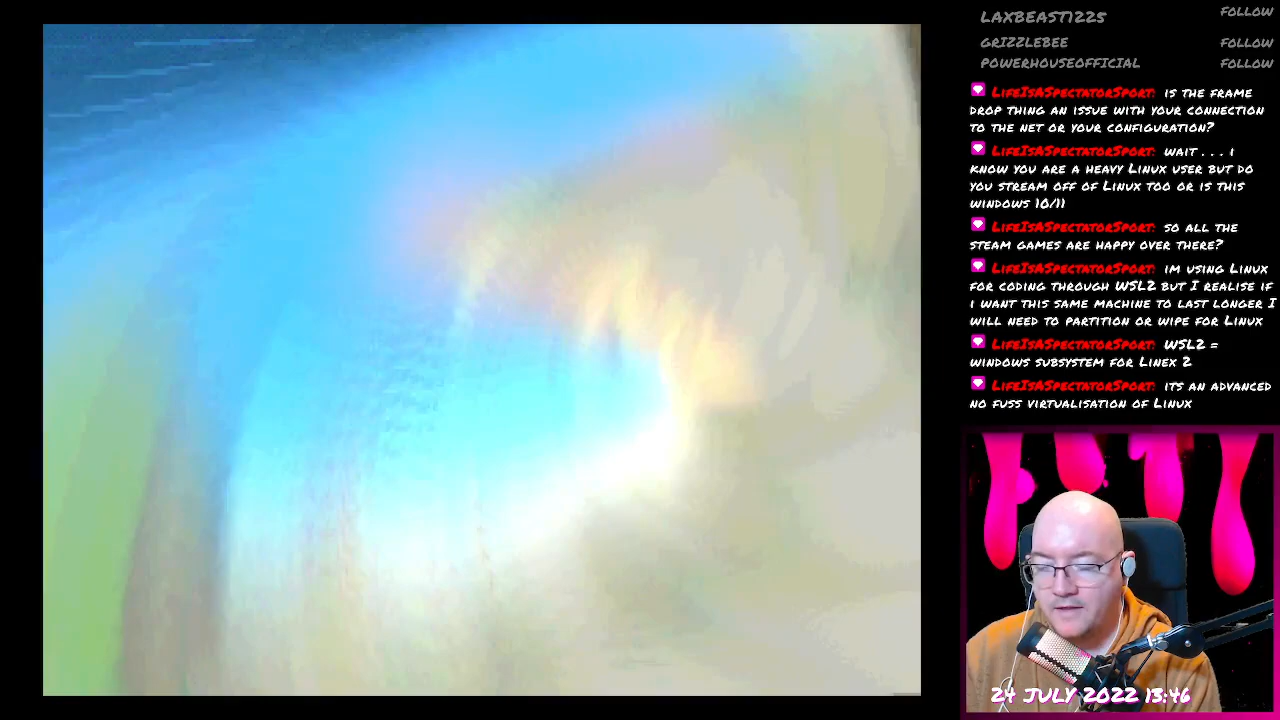 LAXBEAST1225 FOLLOW
GRIZZLEBEE FOLLOW
POWERHOUSEOFFICIAL FOLLOW
LifeIsASpectatorSport: is the frame
drop thing an issue with your connection
to the net or your configuration?
LifeIsASpectatorSport: wait . . . i
know you are a heavy Linux user but do
you stream off of Linux too or is this
windows 10/11
LifeIsASpectatorSport: so all the
steam games are happy over there?
LifeIsASpectatorSport: im using Linux
for coding through WSL2 but I realise if
i want this same machine to last longer I
will need to partition or wipe for Linux
LifeIsASpectatorSport: WSL2 =
windows subsystem for Linex 2
LifeIsASpectatorSport: its an advanced
no fuss virtualisation of Linux
24 JULY 2022 13:46